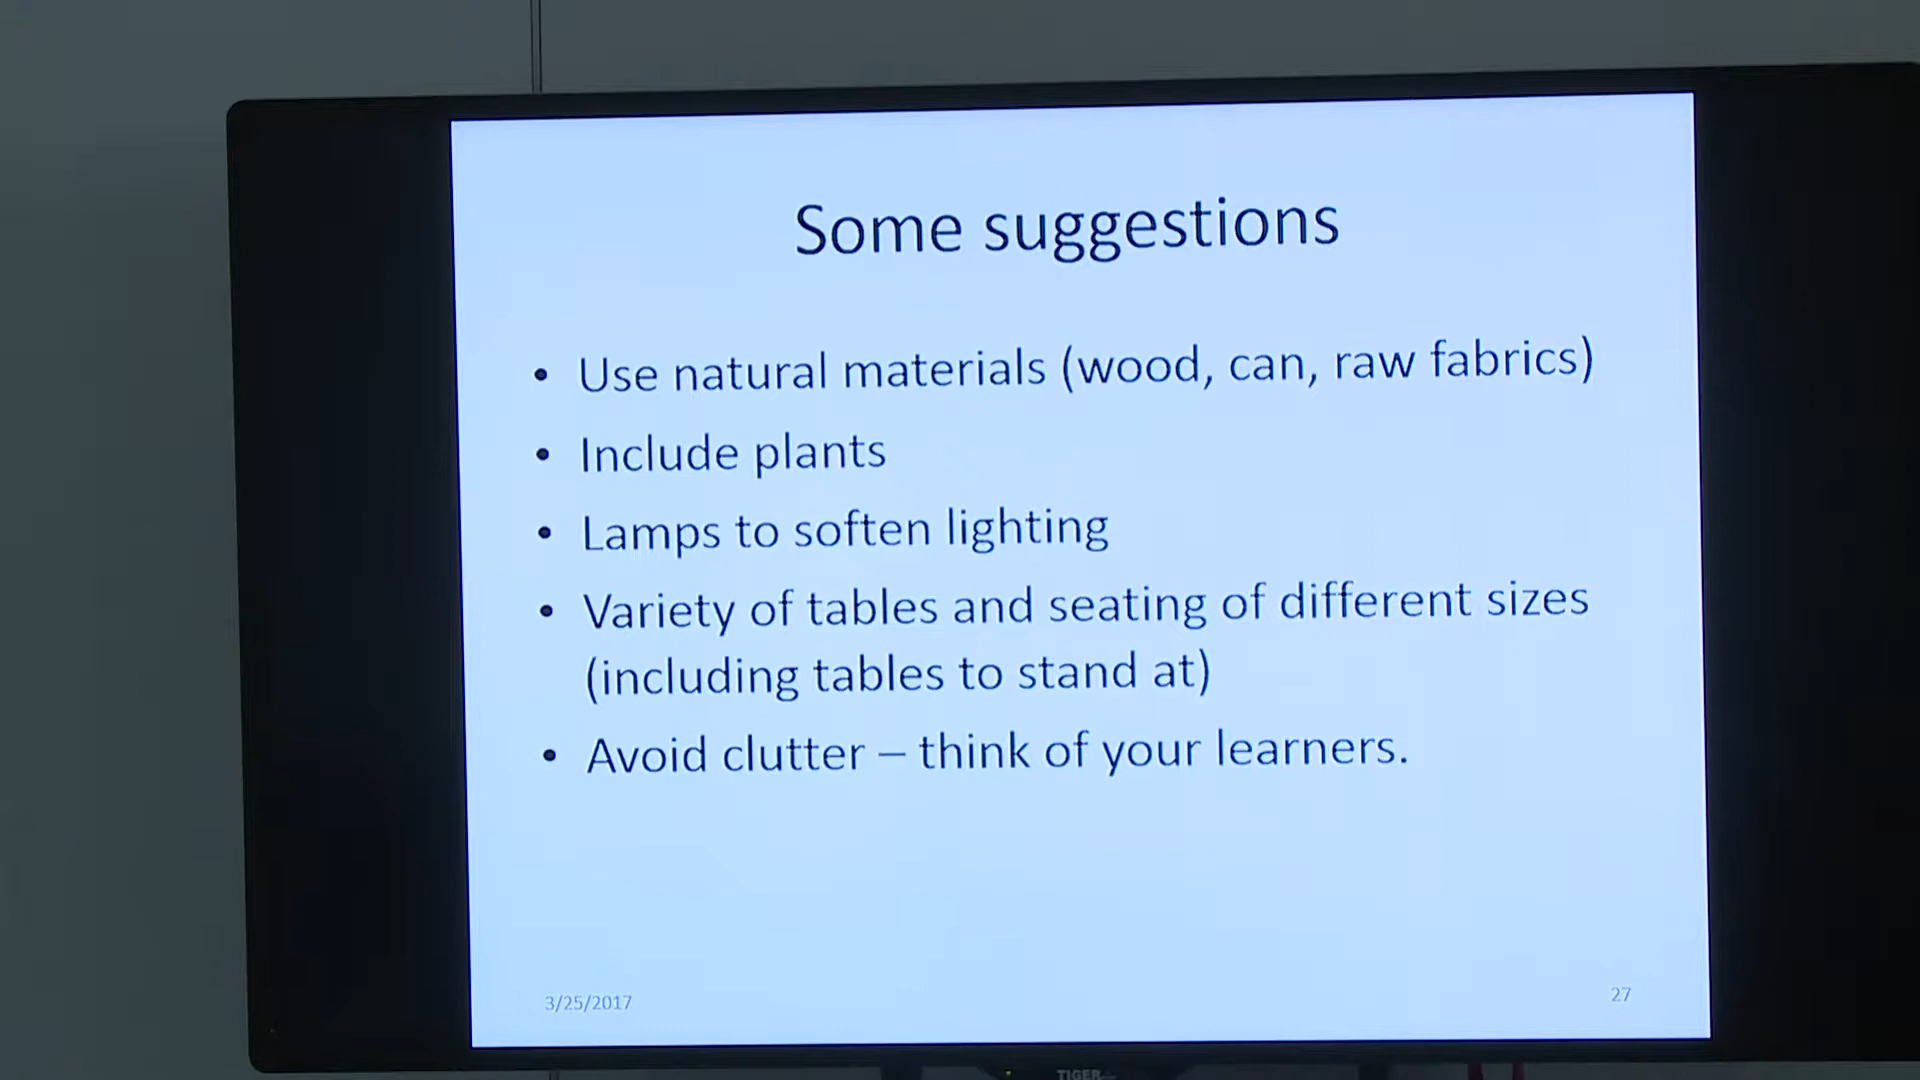 Some suggestions
• Use natural materials (wood, can, raw fabrics)
• Include plants
• Lamps to soften lighting
• Variety of tables and seating of different sizes
(including tables to stand at)
• Avoid clutter – think of your learners.
3/25/2017
27
TIGER